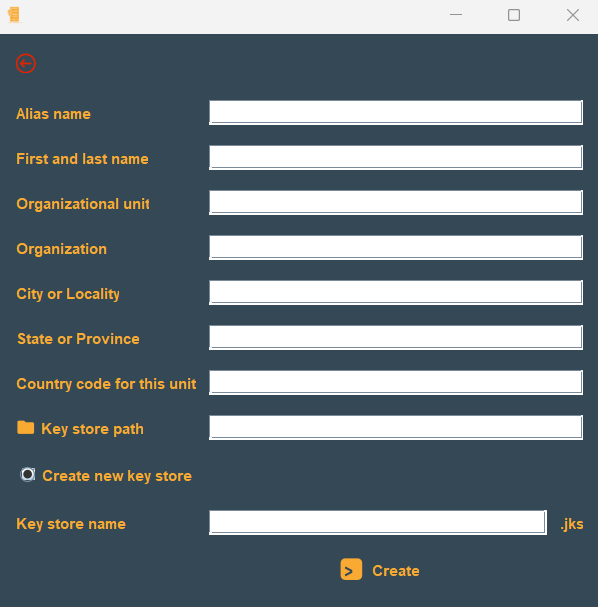 Alias name
First and last name
Organizational unit
Organization
City or Locality
State or Province
Country code for this unit
Key store path
Create new key store
Key store name .jks
> Create